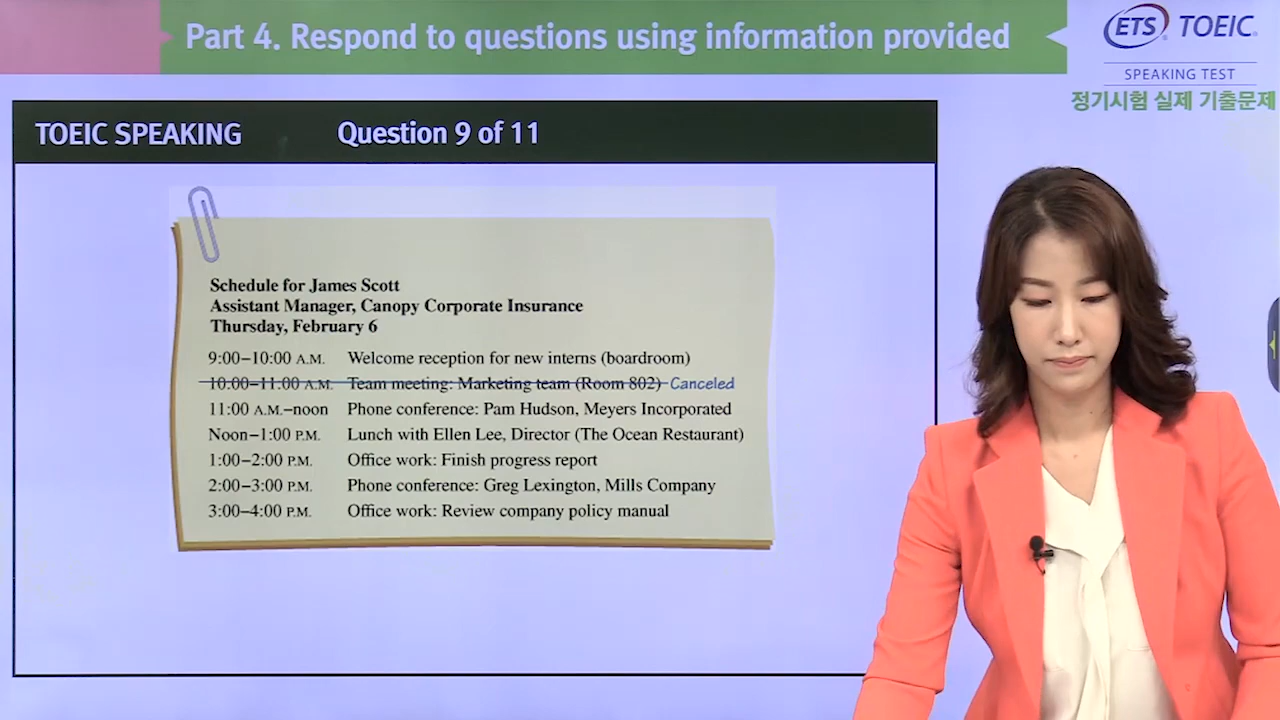 Part 4. Respond to questions using information provided
ETS TOEIC
SPEAKING TEST
정기시험 실제 기출문제
TOEIC SPEAKING Question 9 of 11
Schedule for James Scott
Assistant Manager, Canopy Corporate Insurance
Thursday, February 6
9:00–10:00 A.M. Welcome reception for new interns (boardroom)
10:00–11:00 A.M. Team meeting: Marketing team (Room 802) Canceled
11:00 A.M.–noon Phone conference: Pam Hudson, Meyers Incorporated
Noon–1:00 P.M. Lunch with Ellen Lee, Director (The Ocean Restaurant)
1:00–2:00 P.M. Office work: Finish progress report
2:00–3:00 P.M. Phone conference: Greg Lexington, Mills Company
3:00–4:00 P.M. Office work: Review company policy manual